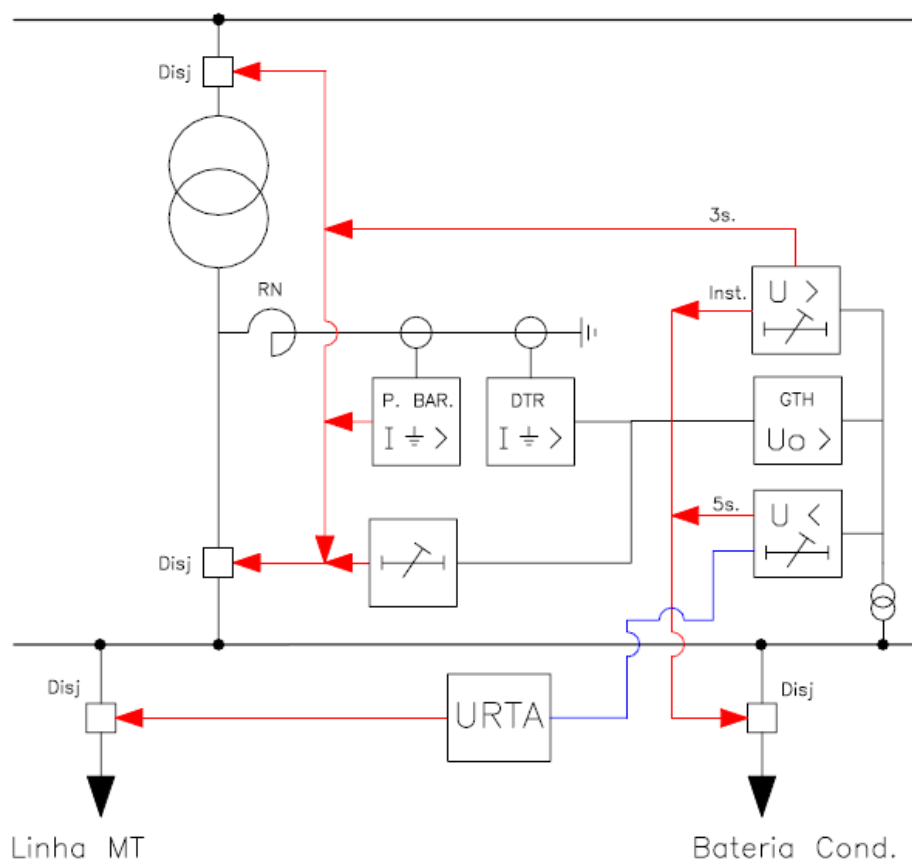 Disj
3s.
RN
Inst.
U >
P. BAR.
I ⏚ >
DTR
I ⏚ >
GTH
Uo >
5s.
U <
Disj
Disj
URTA
Disj
Linha MT
Bateria Cond.